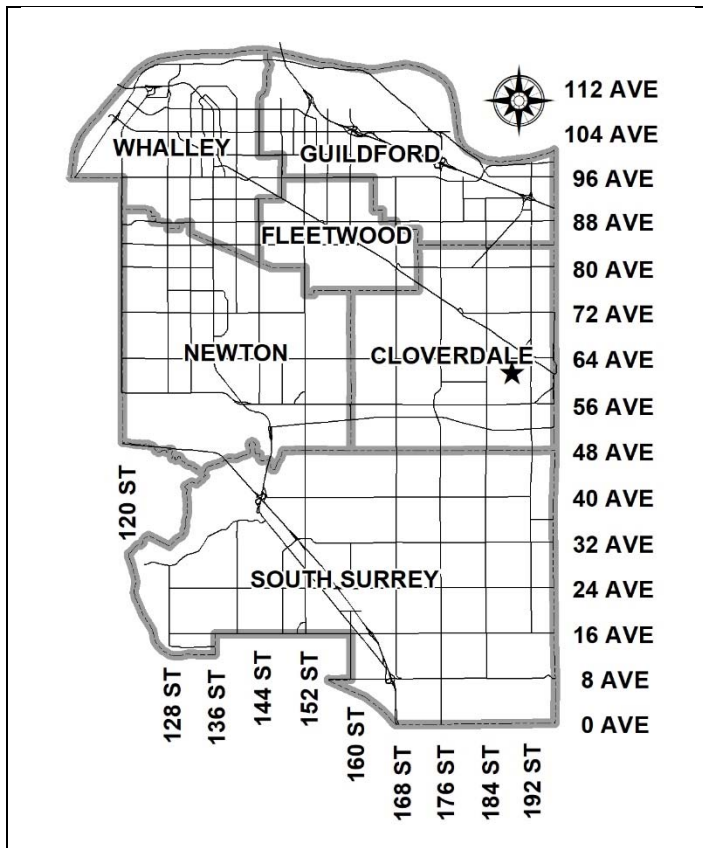 112 AVE
104 AVE
WHALLEY
GUILDFORD
96 AVE
88 AVE
FLEETWOOD
80 AVE
72 AVE
NEWTON
CLOVERDALE
64 AVE
56 AVE
48 AVE
120 ST
40 AVE
32 AVE
SOUTH SURREY
24 AVE
16 AVE
8 AVE
0 AVE
128 ST
136 ST
144 ST
152 ST
160 ST
168 ST
176 ST
184 ST
192 ST